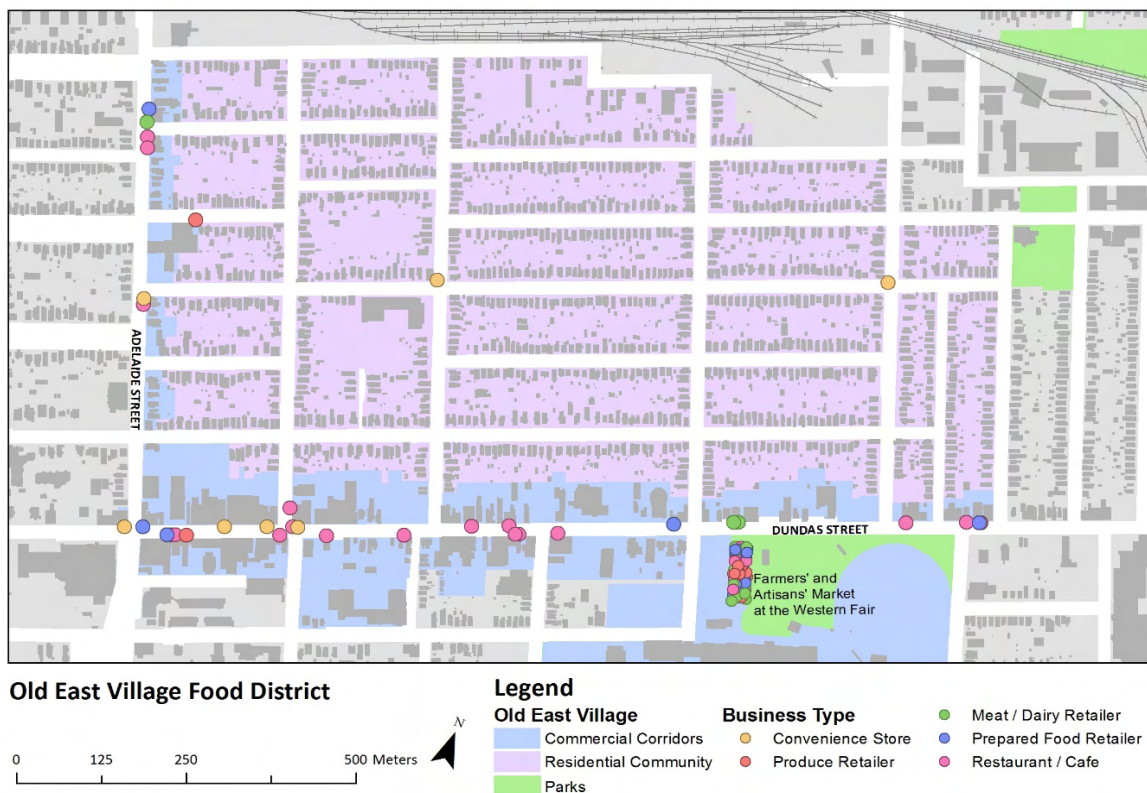 ADELAIDE STREET
DUNDAS STREET
Farmers' and
Artisans' Market
at the Western Fair
Old East Village Food District
N
0 125 250 500 Meters
Legend
Old East Village
Commercial Corridors
Residential Community
Parks
Business Type
Convenience Store
Produce Retailer
Meat / Dairy Retailer
Prepared Food Retailer
Restaurant / Cafe